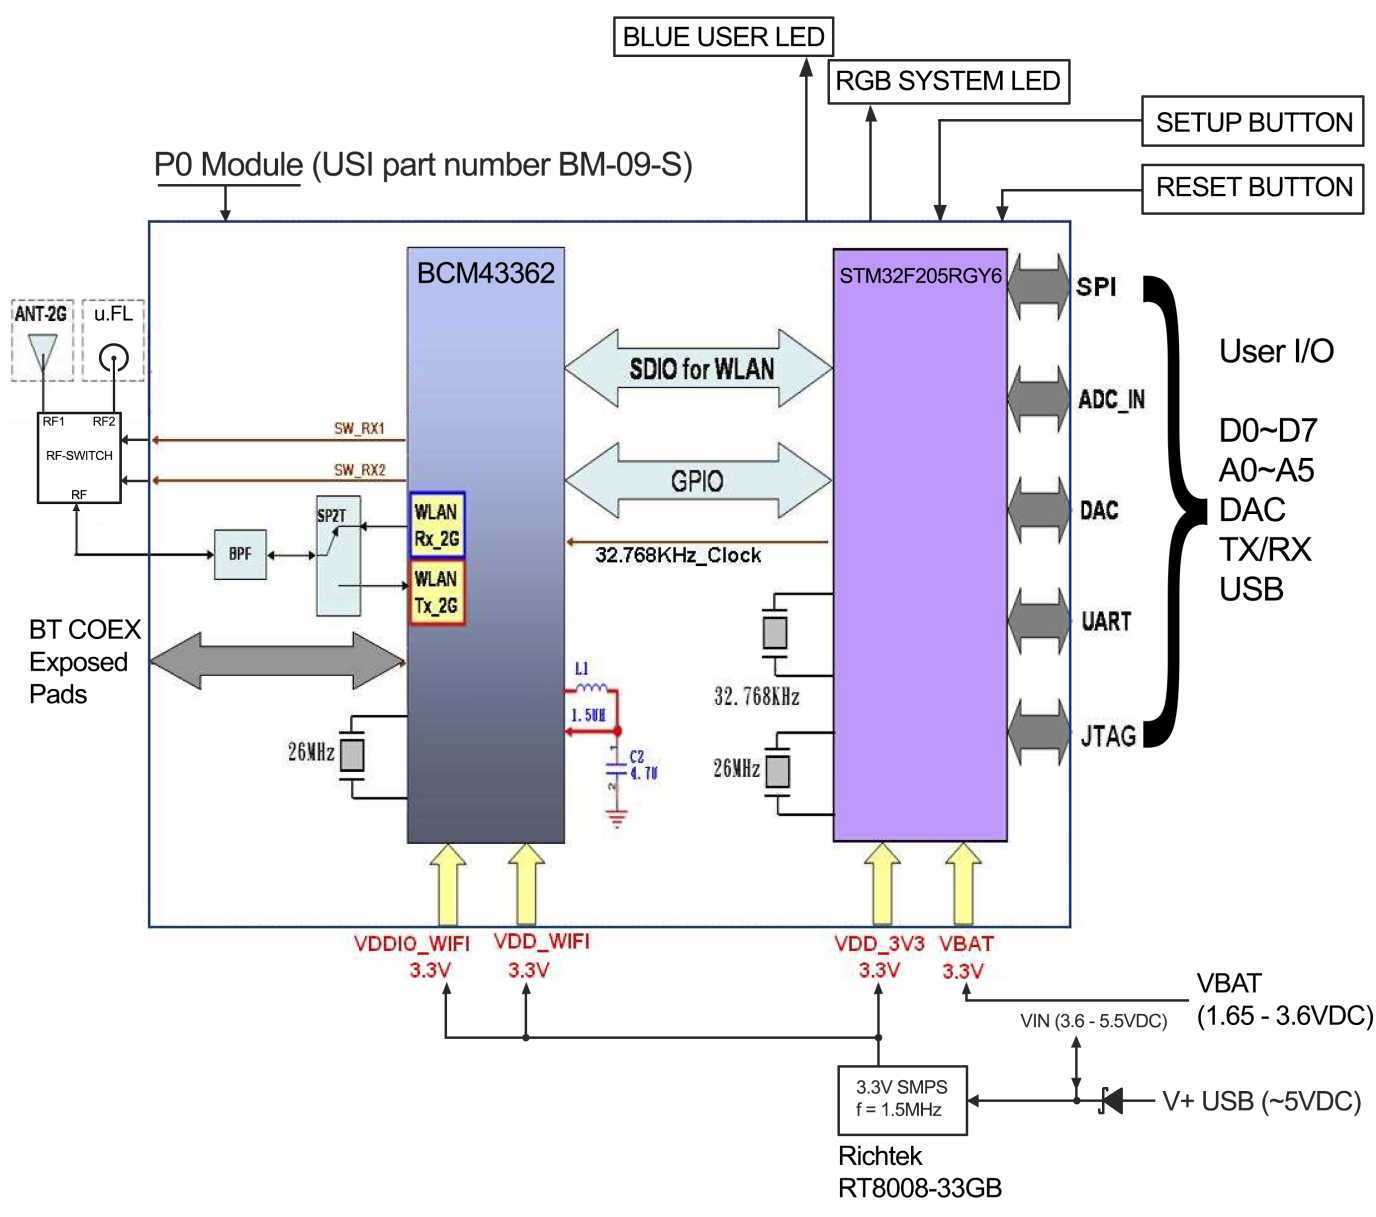 BLUE USER LED
RGB SYSTEM LED
SETUP BUTTON
P0 Module (USI part number BM-09-S)
RESET BUTTON
BCM43362
STM32F205RGY6
SPI
ANT-2G
u.FL
User I/O
SDIO for WLAN
ADC_IN
RF1
RF2
SW_RX1
D0~D7
RF-SWITCH
SW_RX2
A0~A5
GPIO
RF
SP2T
WLAN
Rx_2G
DAC
DAC
BPF
32.768KHz_Clock
TX/RX
WLAN
Tx_2G
USB
BT COEX
Exposed
Pads
UART
L1
1.5UH
32.768KHz
26MHz
1
C2
4.7U
2
26MHz
JTAG
VDDIO_WIFI
3.3V
VDD_WIFI
3.3V
VDD_3V3
3.3V
VBAT
3.3V
VBAT
(1.65 - 3.6VDC)
VIN (3.6 - 5.5VDC)
3.3V SMPS
f = 1.5MHz
V+ USB (~5VDC)
Richtek
RT8008-33GB